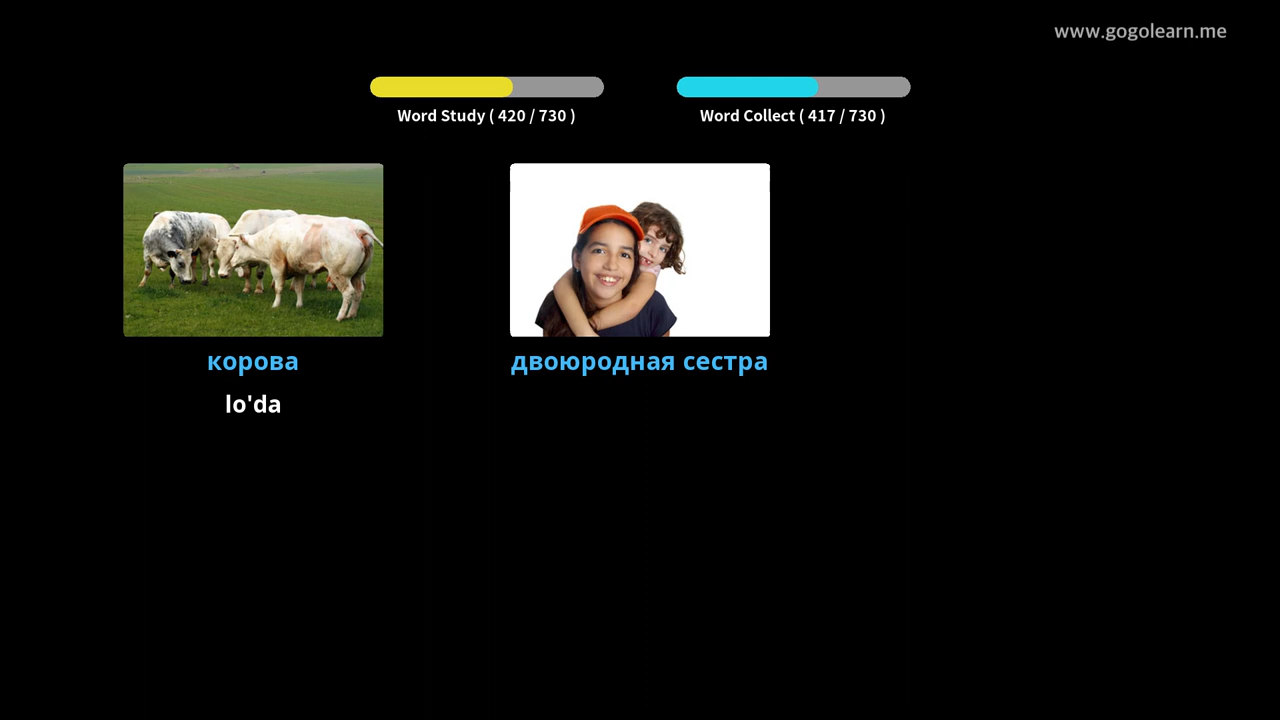 www.gogolearn.me
Word Study ( 420 / 730 )
Word Collect ( 417 / 730 )
корова
двоюродная сестра
lo'da